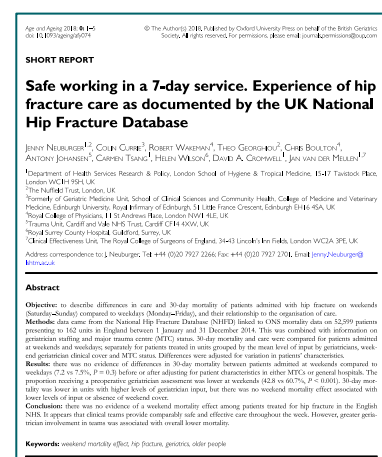 Age and Ageing 2018; 0: 1–5
doi: 10.1093/ageing/afy074
© The Author(s) 2018. Published by Oxford University Press on behalf of the British Geriatrics
Society. All rights reserved. For permissions, please email: journals.permissions@oup.com
SHORT REPORT
Safe working in a 7-day service. Experience of hip
fracture care as documented by the UK National
Hip Fracture Database
JENNY NEUBURGER1,2, COLIN CURRIE3, ROBERT WAKEMAN4, THEO GEORGHIOU2, CHRIS BOULTON4,
ANTONY JOHANSEN5, CARMEN TSANG1, HELEN WILSON6, DAVID A. CROMWELL1, JAN VAN DER MEULEN1,7
1Department of Health Services Research & Policy, London School of Hygiene & Tropical Medicine, 15-17 Tavistock Place,
London WC1H 9SH, UK
2The Nuffield Trust, London, UK
3Formerly of Geriatric Medicine Unit, School of Clinical Sciences and Community Health, College of Medicine and Veterinary
Medicine, Edinburgh University, Royal Infirmary of Edinburgh, 51 Little France Crescent, Edinburgh EH16 4SA, UK
4Royal College of Physicians, 11 St Andrews Place, London NW1 4LE, UK
5Trauma Unit, Cardiff and Vale NHS Trust, Cardiff CF14 4XW, UK
6Royal Surrey County Hospital, Guildford, Surrey, UK
7Clinical Effectiveness Unit, The Royal College of Surgeons of England, 34-43 Lincoln's Inn Fields, London WC2A 3PE, UK
Address correspondence to: J. Neuburger, Tel: +44 (0)20 7927 2266; Fax: +44 (0)20 7927 2701. Email: Jenny.Neuburger@
lshtm.ac.uk
Abstract
Objective: to describe differences in care and 30-day mortality of patients admitted with hip fracture on weekends
(Saturday–Sunday) compared to weekdays (Monday–Friday), and their relationship to the organisation of care.
Methods: data came from the National Hip Fracture Database (NHFD) linked to ONS mortality data on 52,599 patients
presenting to 162 units in England between 1 January and 31 December 2014. This was combined with information on
geriatrician staffing and major trauma centre (MTC) status. 30-day mortality and care were compared for patients admitted
at weekends and weekdays; separately for patients treated in units grouped by the mean level of input by geriatricians, week-
end geriatrician clinical cover and MTC status. Differences were adjusted for variation in patients' characteristics.
Results: there was no evidence of differences in 30-day mortality between patients admitted at weekends compared to
weekdays (7.2 vs 7.5%, P = 0.3) before or after adjusting for patient characteristics in either MTCs or general hospitals. The
proportion receiving a preoperative geriatrician assessment was lower at weekends (42.8 vs 60.7%, P < 0.001). 30-day mor-
tality was lower in units with higher levels of geriatrician input, but there was no weekend mortality effect associated with
lower levels of input or absence of weekend cover.
Conclusion: there was no evidence of a weekend mortality effect among patients treated for hip fracture in the English
NHS. It appears that clinical teams provide comparably safe and effective care throughout the week. However, greater geria-
trician involvement in teams was associated with overall lower mortality.
Keywords: weekend mortality effect, hip fracture, geriatrics, older people